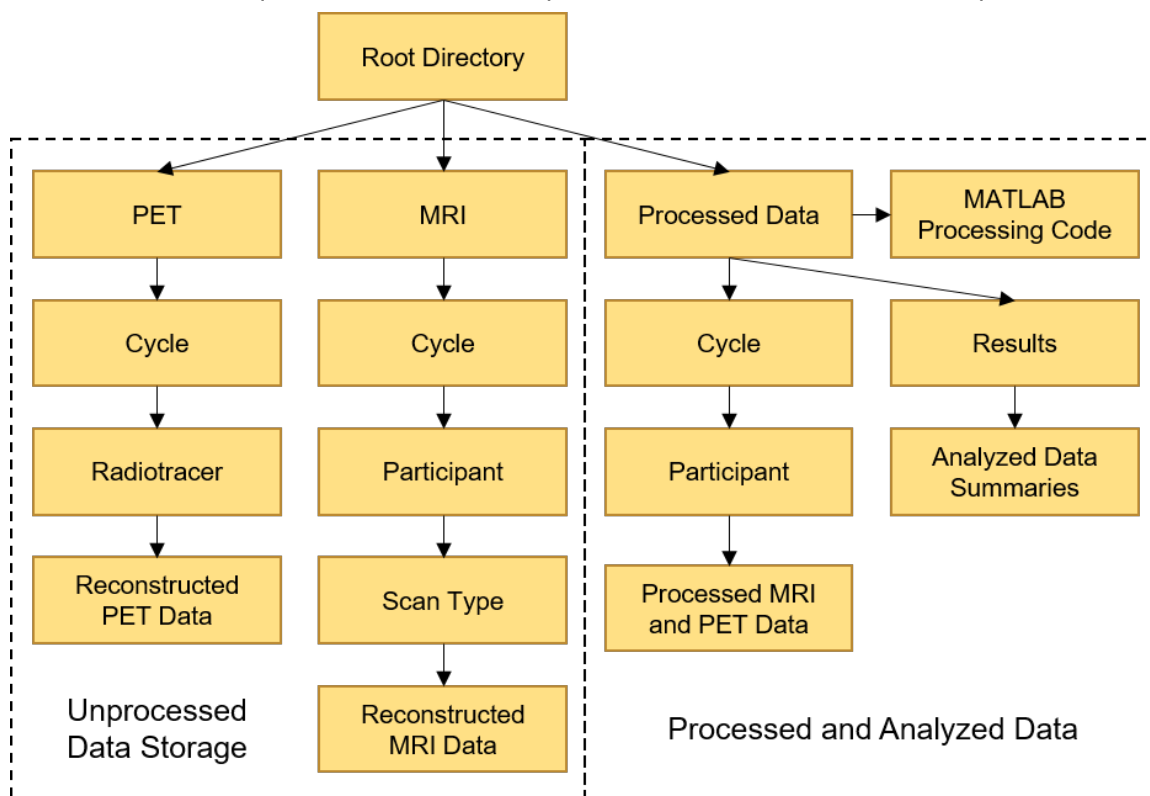 Root Directory
PET
MRI
Processed Data
MATLAB
Processing Code
Cycle
Cycle
Cycle
Results
Radiotracer
Participant
Participant
Analyzed Data
Summaries
Reconstructed
PET Data
Scan Type
Processed MRI
and PET Data
Unprocessed
Data Storage
Reconstructed
MRI Data
Processed and Analyzed Data